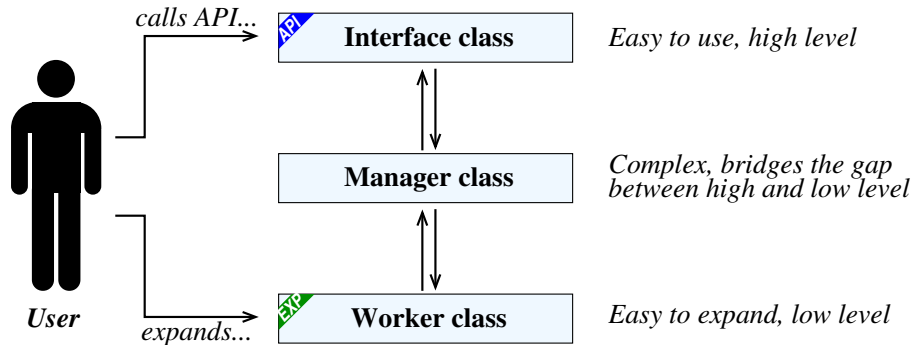 calls API...
API
Interface class
Easy to use, high level
Manager class
Complex, bridges the gap
between high and low level
User
expands...
EXP
Worker class
Easy to expand, low level